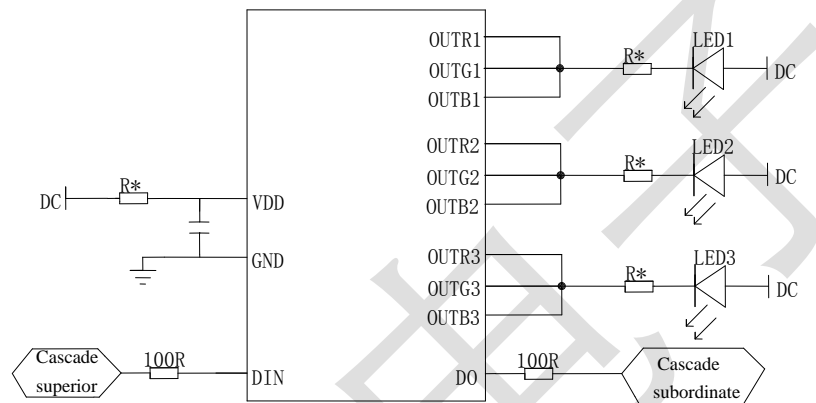 OUTR1
OUTG1
OUTB1
R*
LED1
DC
OUTR2
OUTG2
OUTB2
R*
LED2
DC
DC
R*
VDD
GND
OUTR3
OUTG3
OUTB3
R*
LED3
DC
Cascade
superior
100R
DIN
DO
100R
Cascade
subordinate